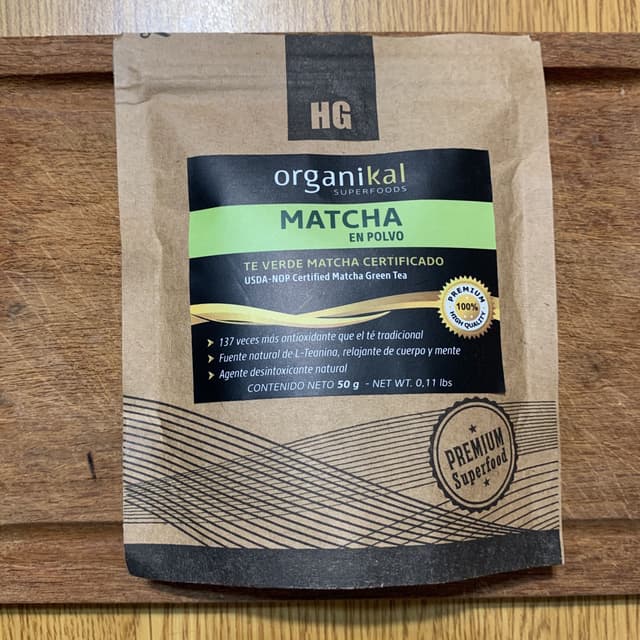 HG
organikal
SUPERFOODS
MATCHA
EN POLVO
TE VERDE MATCHA CERTIFICADO
USDA-NOP Certified Matcha Green Tea
PREMIUM
100%
HIGH QUALITY
137 veces más antioxidante que el té tradicional
Fuente natural de L-Teanina, relajante de cuerpo y mente
Agente desintoxicante natural
CONTENIDO NETO 50 g - NET WT. 0,11 lbs
PREMIUM
Superfood